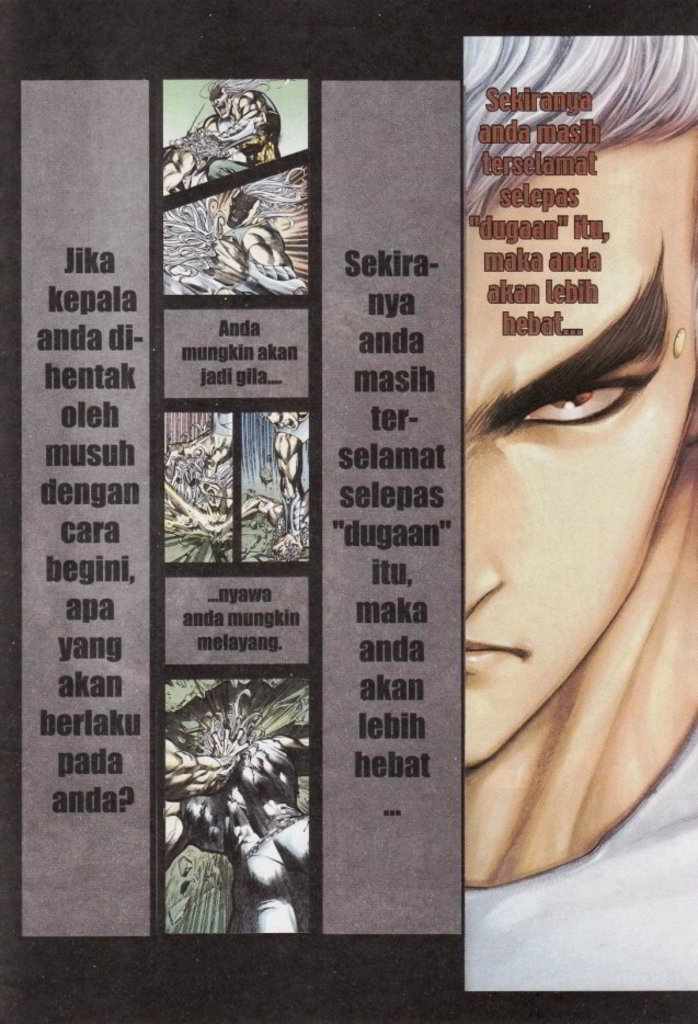 Jika
kepala
anda di-
hentak
oleh
musuh
dengan
cara
begini,
apa
yang
akan
berlaku
pada
anda?
Anda
mungkin akan
jadi gila....
...nyawa
anda mungkin
melayang.
Sekira-
nya
anda
masih
ter-
selamat
selepas
"dugaan"
itu,
maka
anda
akan
lebih
hebat
...
Sekiranya
anda masih
terselamat
selepas
"dugaan" itu,
maka anda
akan lebih
hebat...